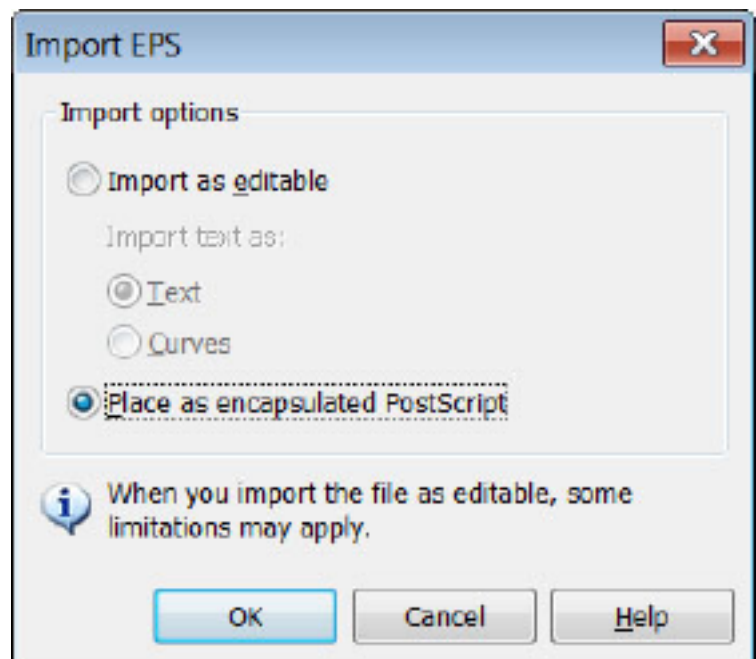 Import EPS
Import options
Import as editable
Import text as:
Text
Curves
Place as encapsulated PostScript
When you import the file as editable, some
limitations may apply.
OK Cancel Help